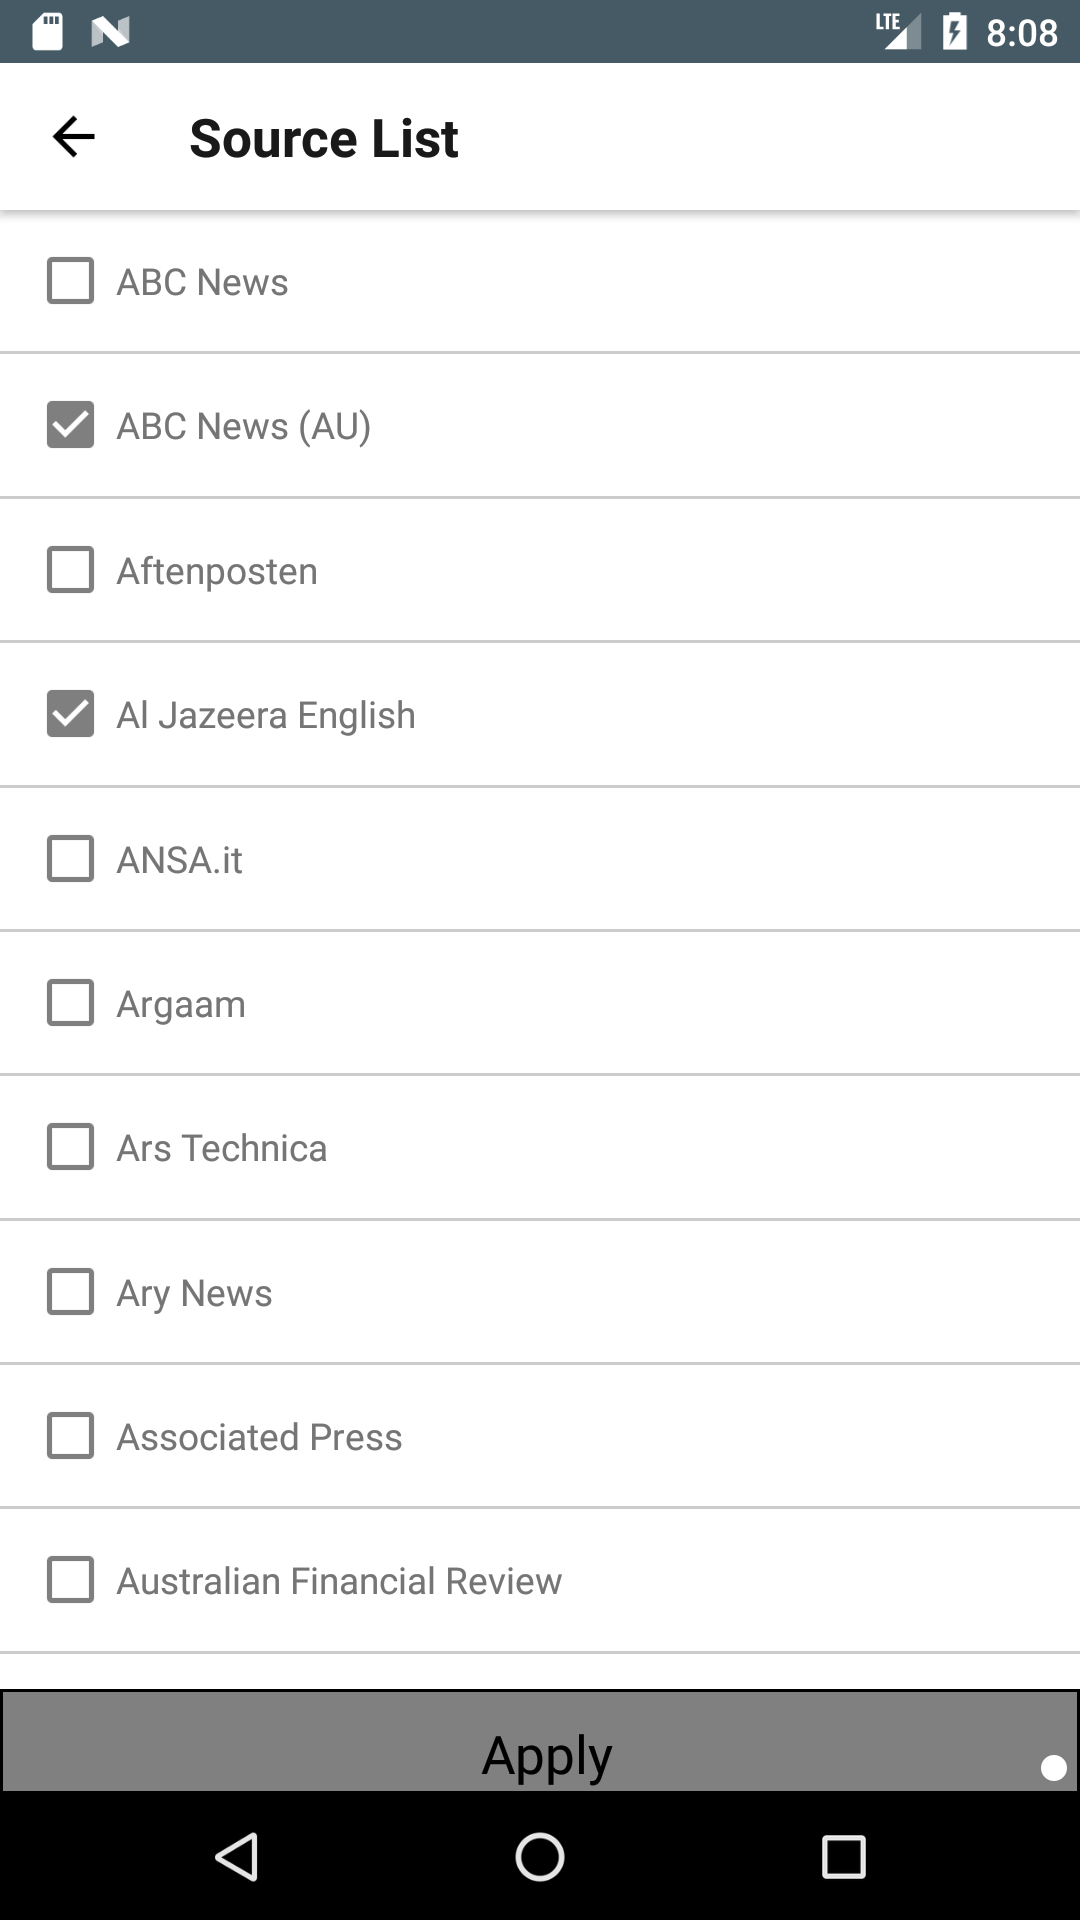 LTE 8:08
Source List
ABC News
ABC News (AU)
Aftenposten
Al Jazeera English
ANSA.it
Argaam
Ars Technica
Ary News
Associated Press
Australian Financial Review
Apply